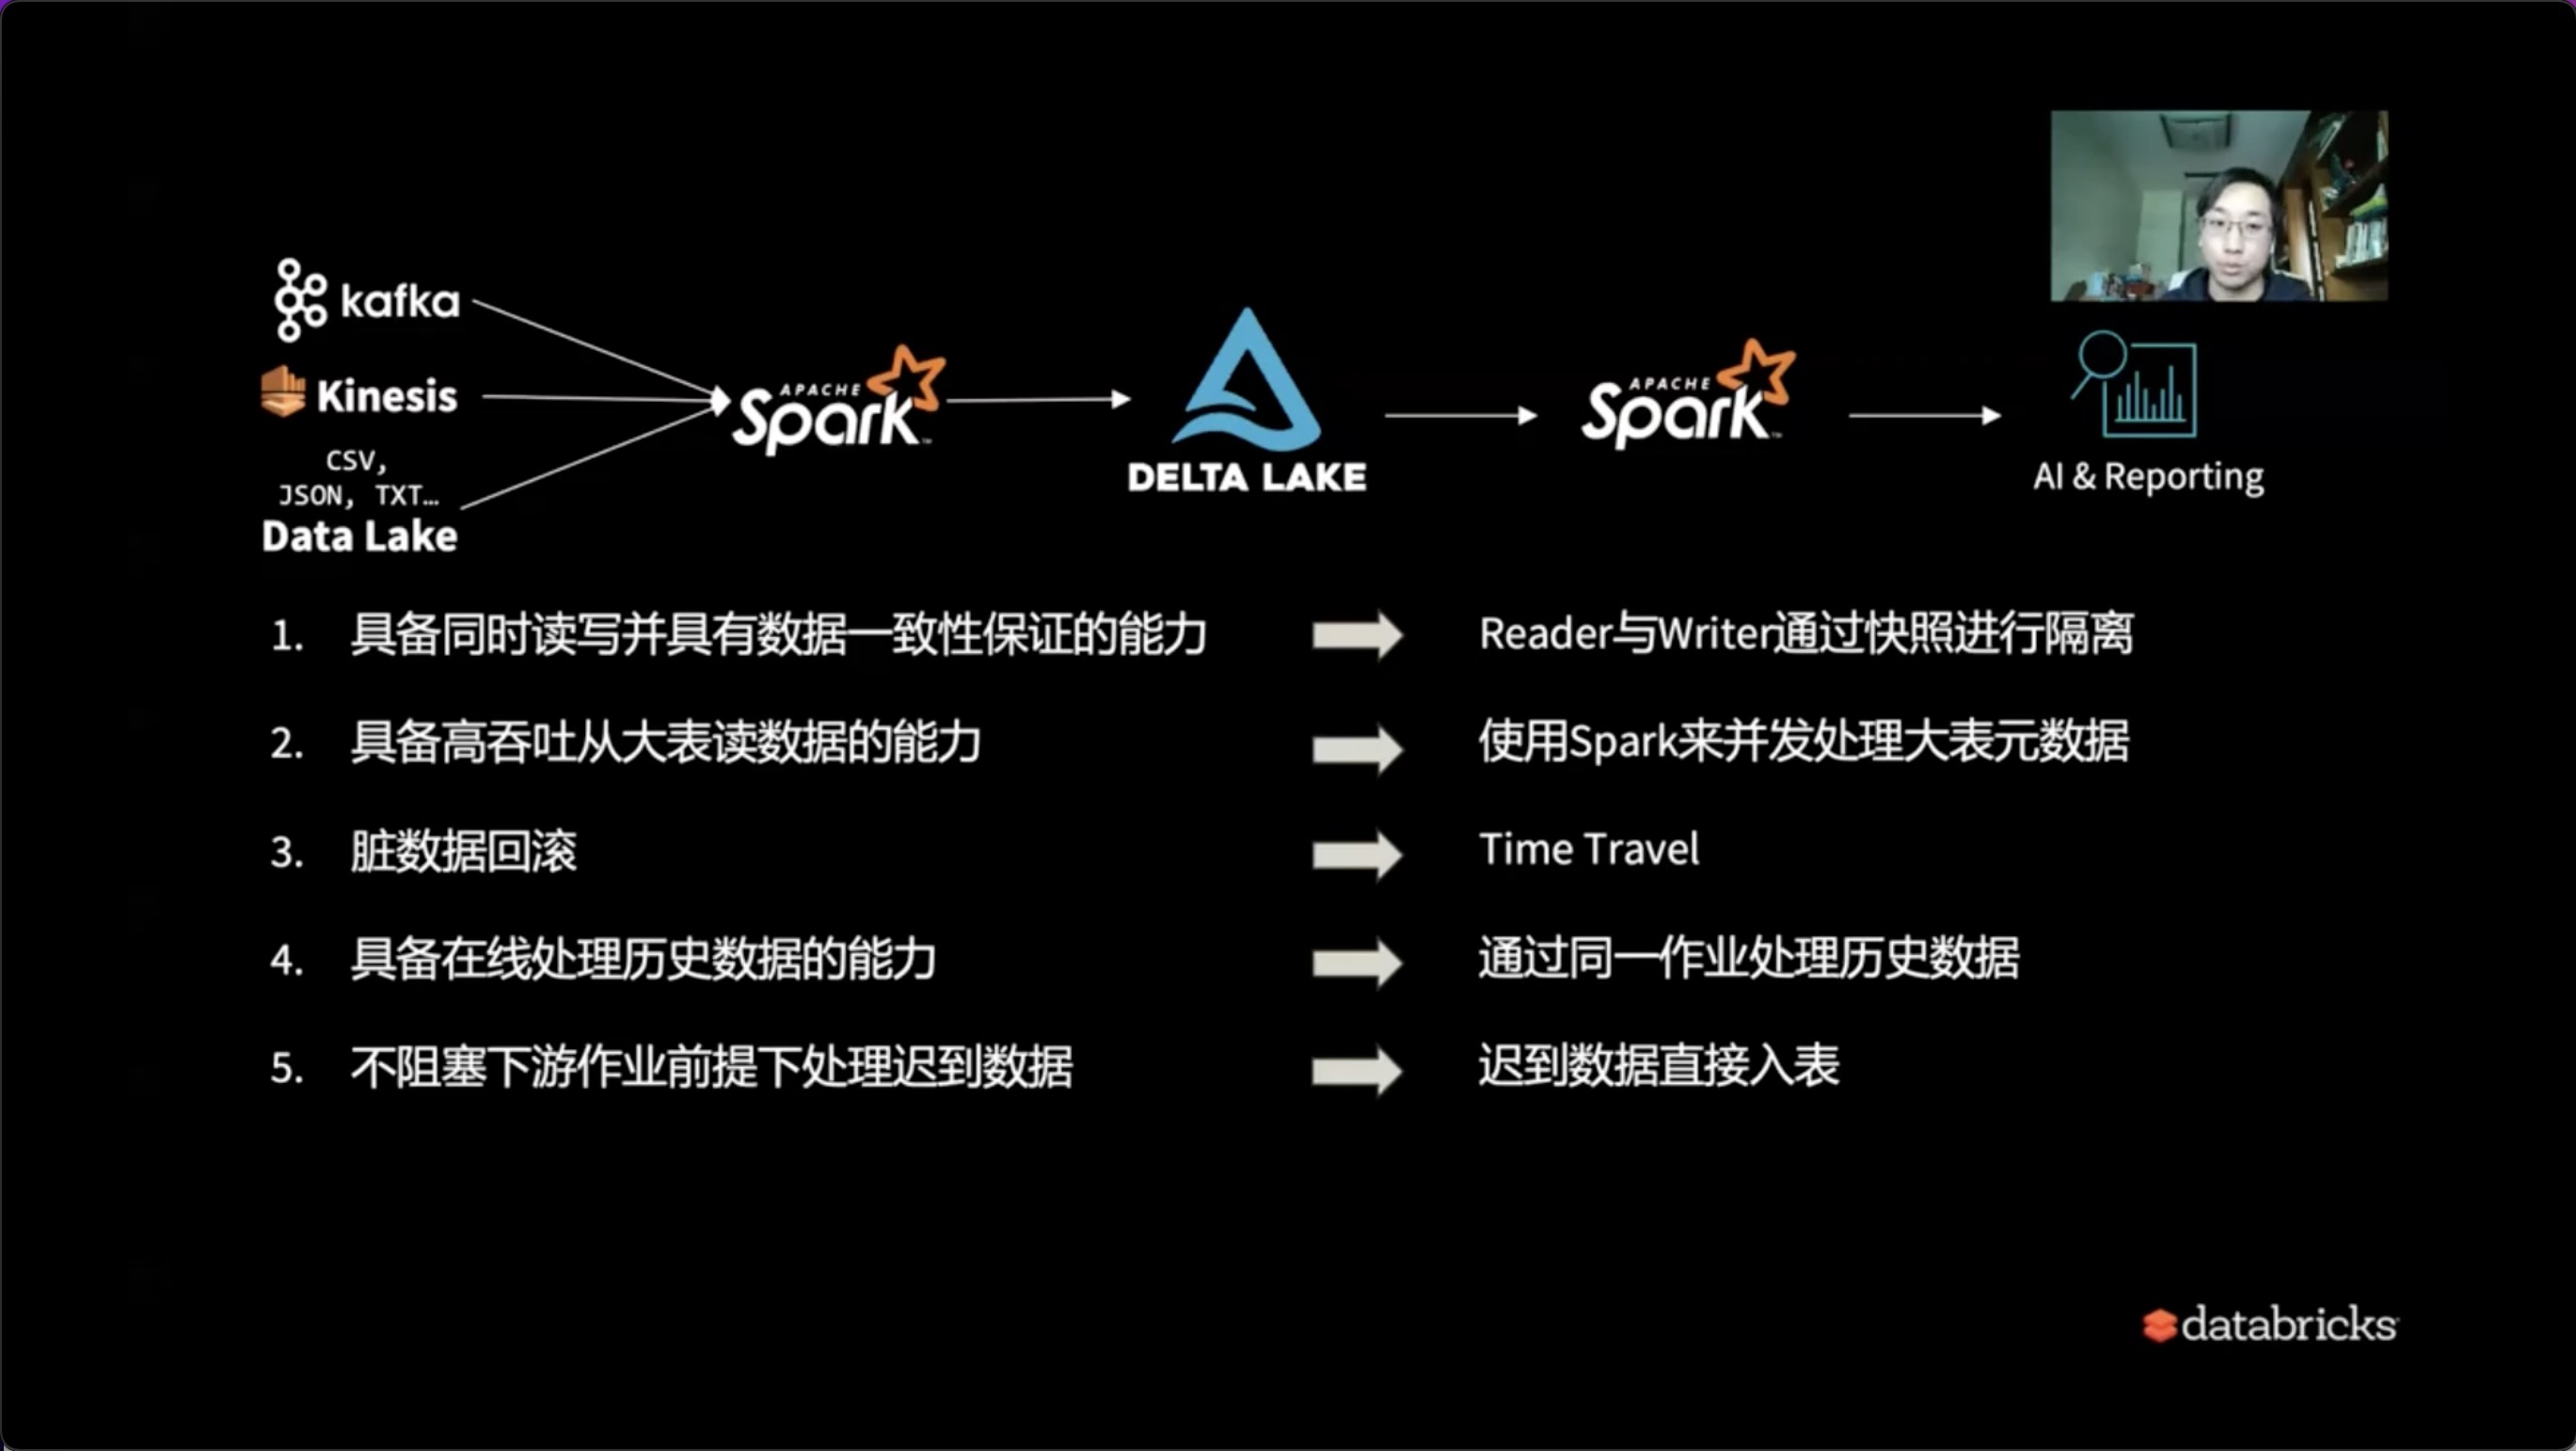 kafka
Kinesis
CSV,
JSON, TXT…
Data Lake
APACHE
Spark™
DELTA LAKE
APACHE
Spark™
AI & Reporting
1. 具备同时读写并具有数据一致性保证的能力
Reader与Writer通过快照进行隔离
2. 具备高吞吐从大表读数据的能力
使用Spark来并发处理大表元数据
3. 脏数据回滚
Time Travel
4. 具备在线处理历史数据的能力
通过同一作业处理历史数据
5. 不阻塞下游作业前提下处理迟到数据
迟到数据直接入表
databricks